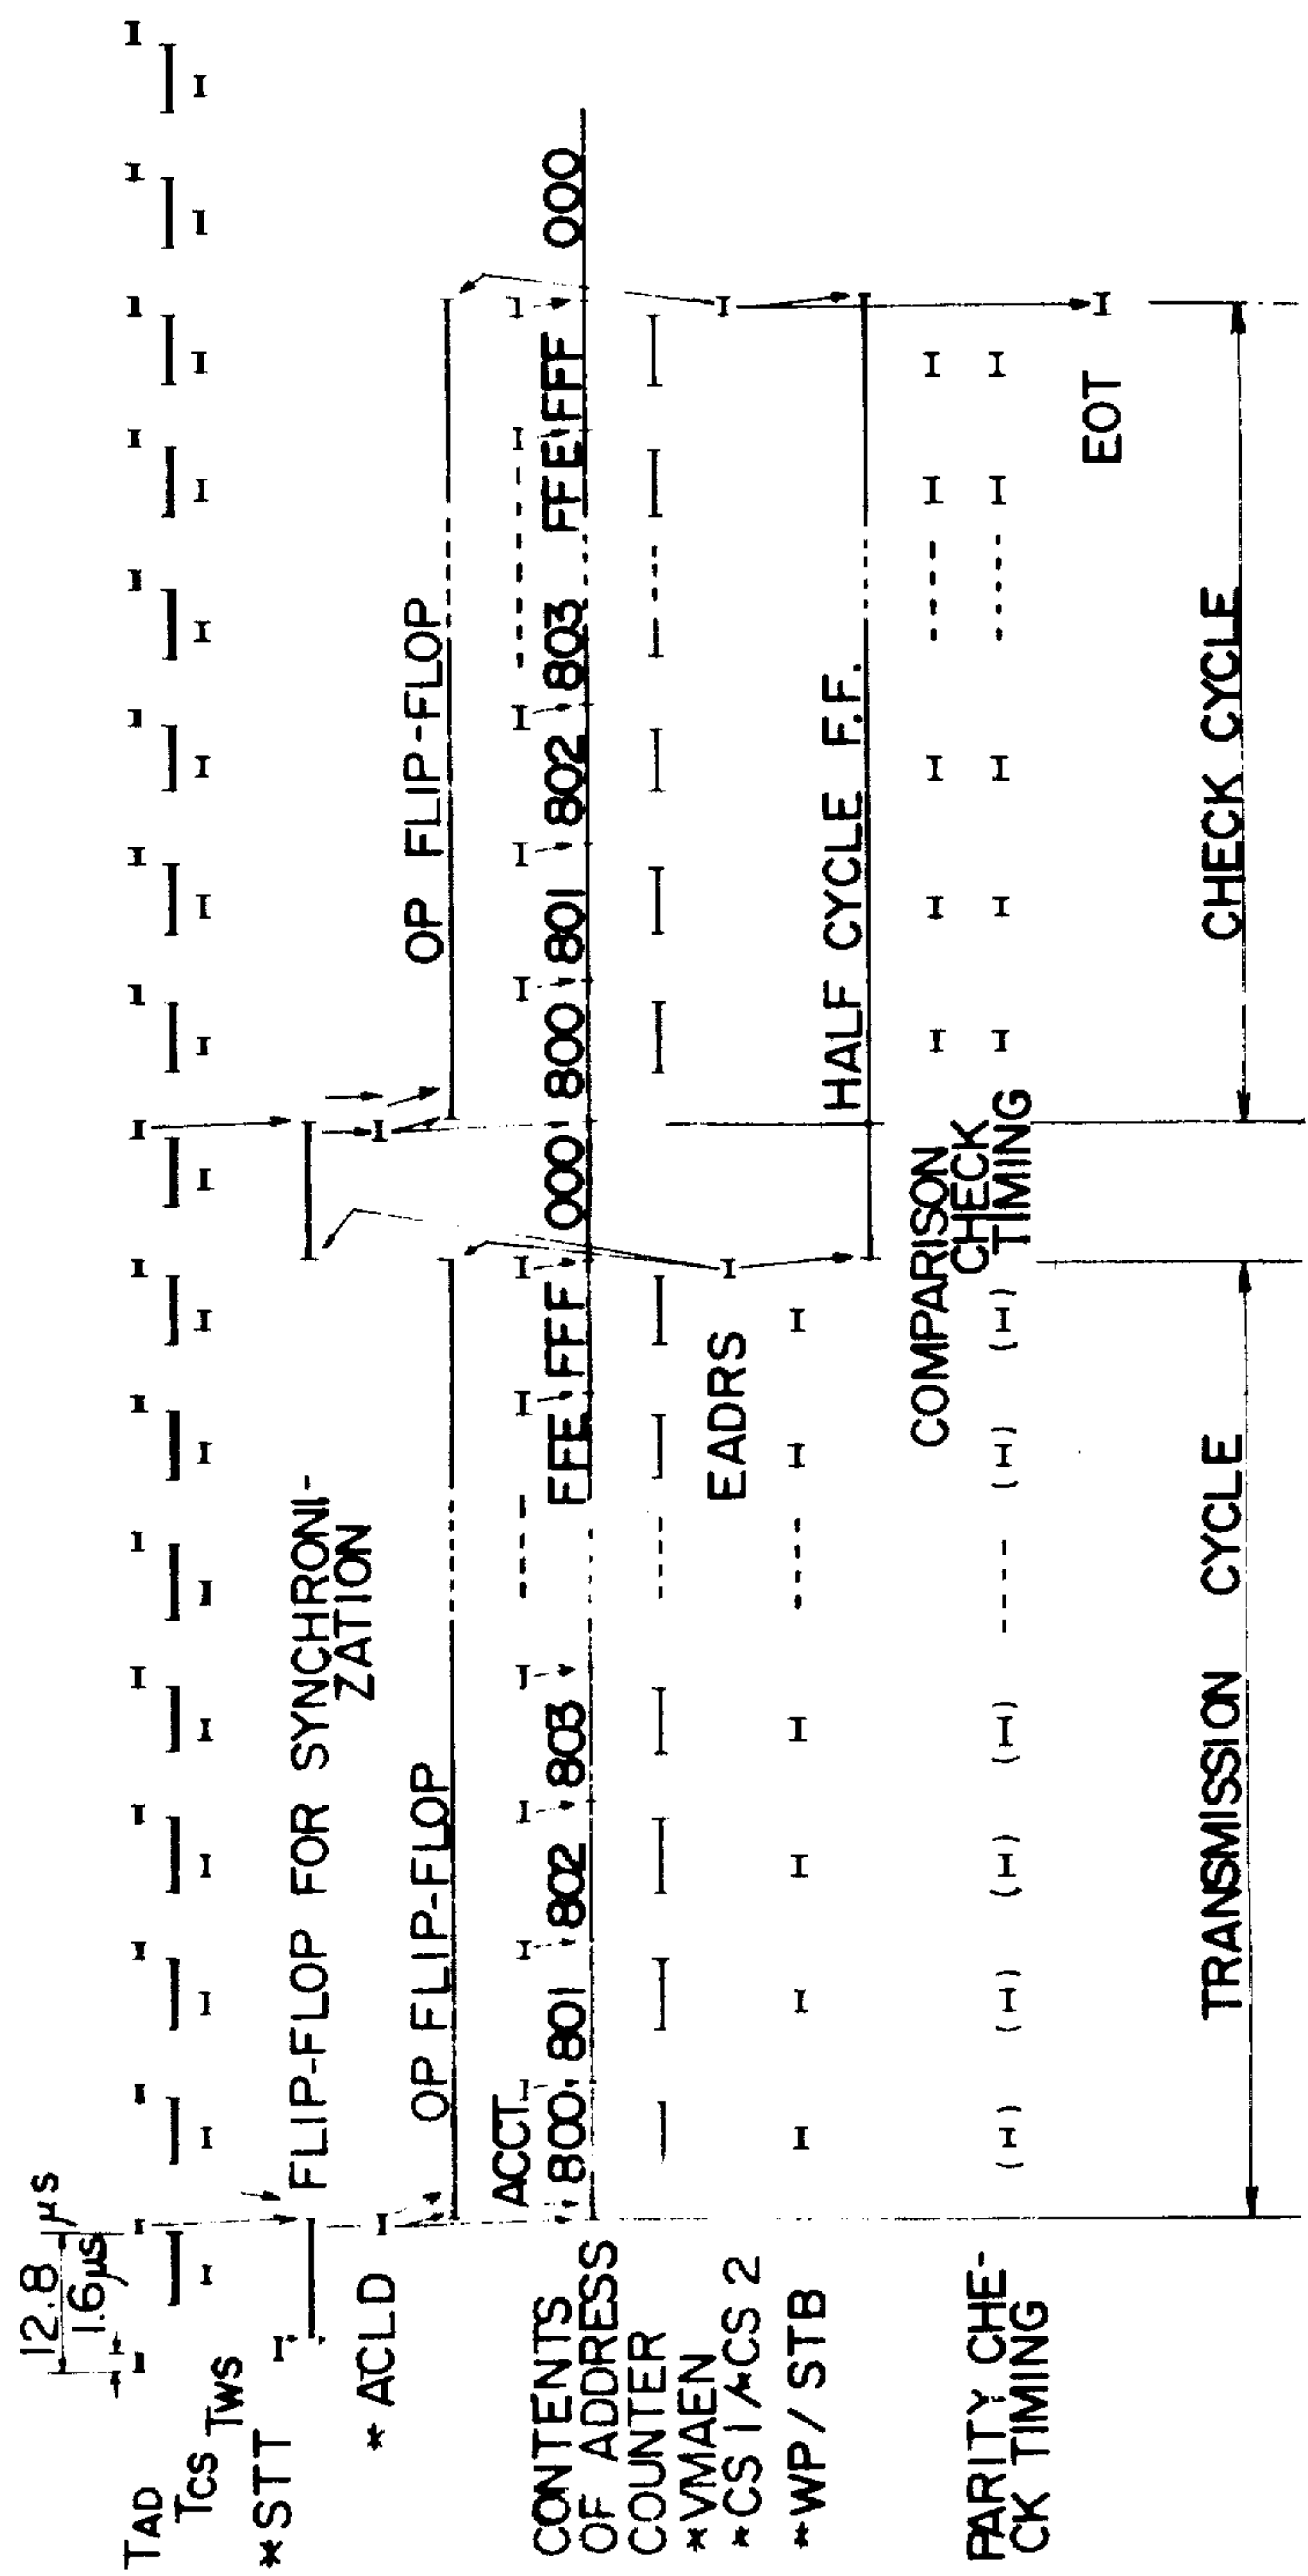 12.8 μS
1.6μS
TAD
TCS
TWS
*STT
FLIP-FLOP FOR SYNCHRONI-
ZATION
*ACLD
OP FLIP-FLOP
OP FLIP-FLOP
ACCT
CONTENTS
OF ADDRESS
COUNTER
800 801 802 803 FFE FFF 000 800 801 802 803 FFE FFF 000
*VMAEN
*CS 1/*CS 2
EADRS
*WP/STB
HALF CYCLE F.F.
COMPARISON
CHECK
TIMING
PARITY CHE-
CK TIMING
EOT
TRANSMISSION CYCLE
CHECK CYCLE